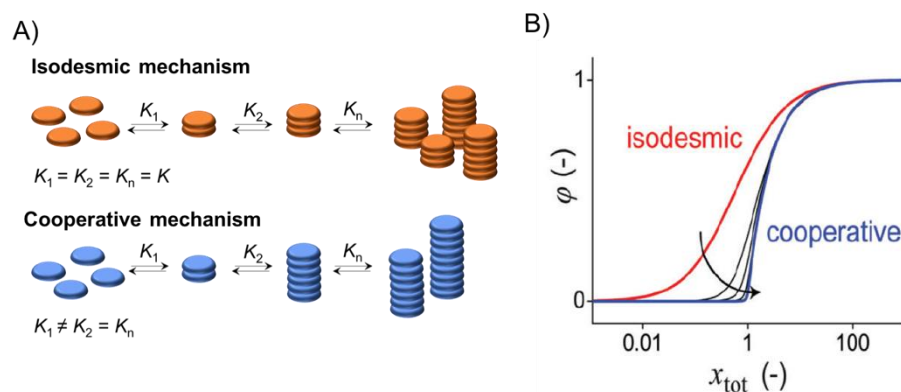 A)
Isodesmic mechanism
K₁ K₂ Kₙ
K₁ = K₂ = Kₙ = K
Cooperative mechanism
K₁ K₂ Kₙ
K₁ ≠ K₂ = Kₙ
B)
φ (-)
1
0
isodesmic
cooperative
0.01 1 100
xₜₒₜ (-)